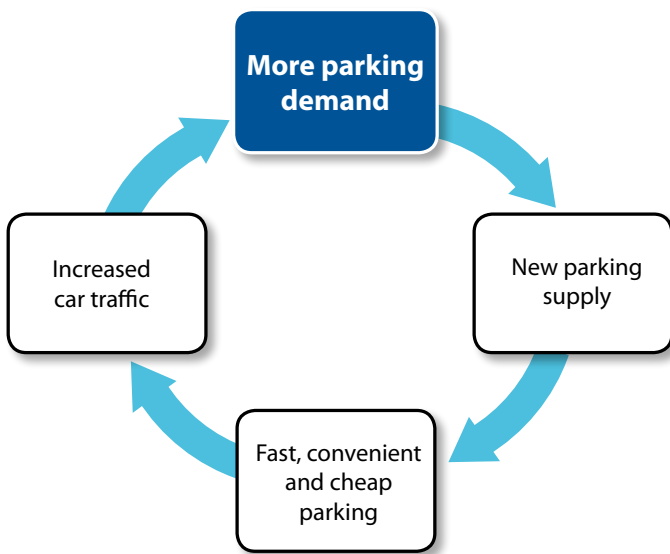 More parking
demand
New parking
supply
Fast, convenient
and cheap
parking
Increased
car traffic